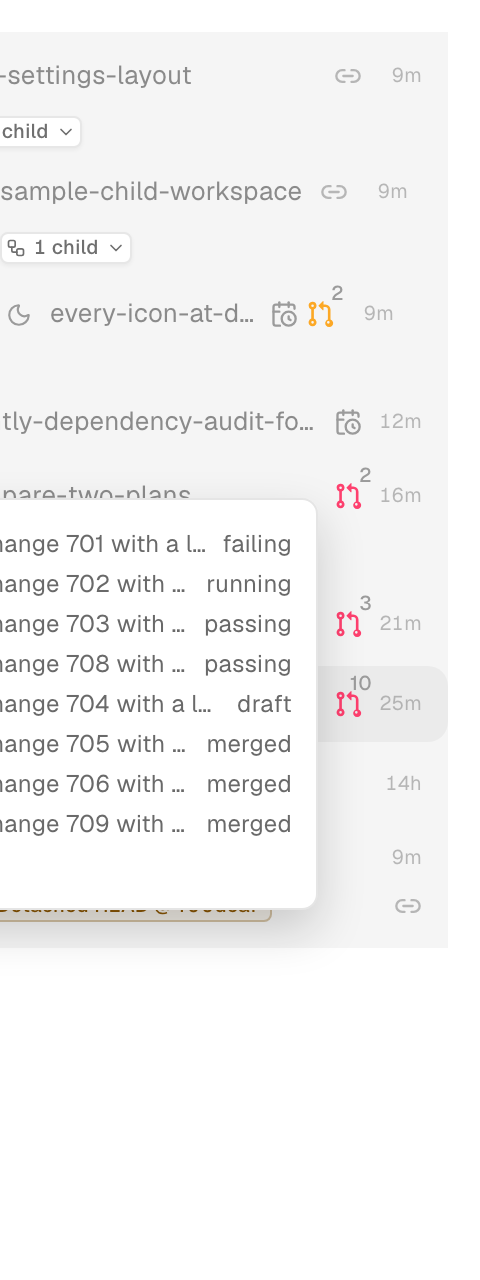 -settings-layout 9m
child
sample-child-workspace 9m
1 child
every-icon-at-d... 2 9m
tly-dependency-audit-fo... 12m
pare-two-plans 2 16m
hange 701 with a l... failing
hange 702 with ... running
hange 703 with ... passing 3 21m
hange 708 with ... passing
hange 704 with a l... draft 10 25m
hange 705 with ... merged
hange 706 with ... merged 14h
hange 709 with ... merged
9m